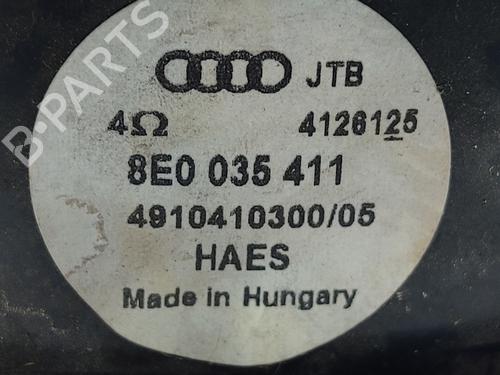 B-PARTS
JTB
4Ω 4126125
8E0 035 411
4910410300/05
HAES
Made in Hungary